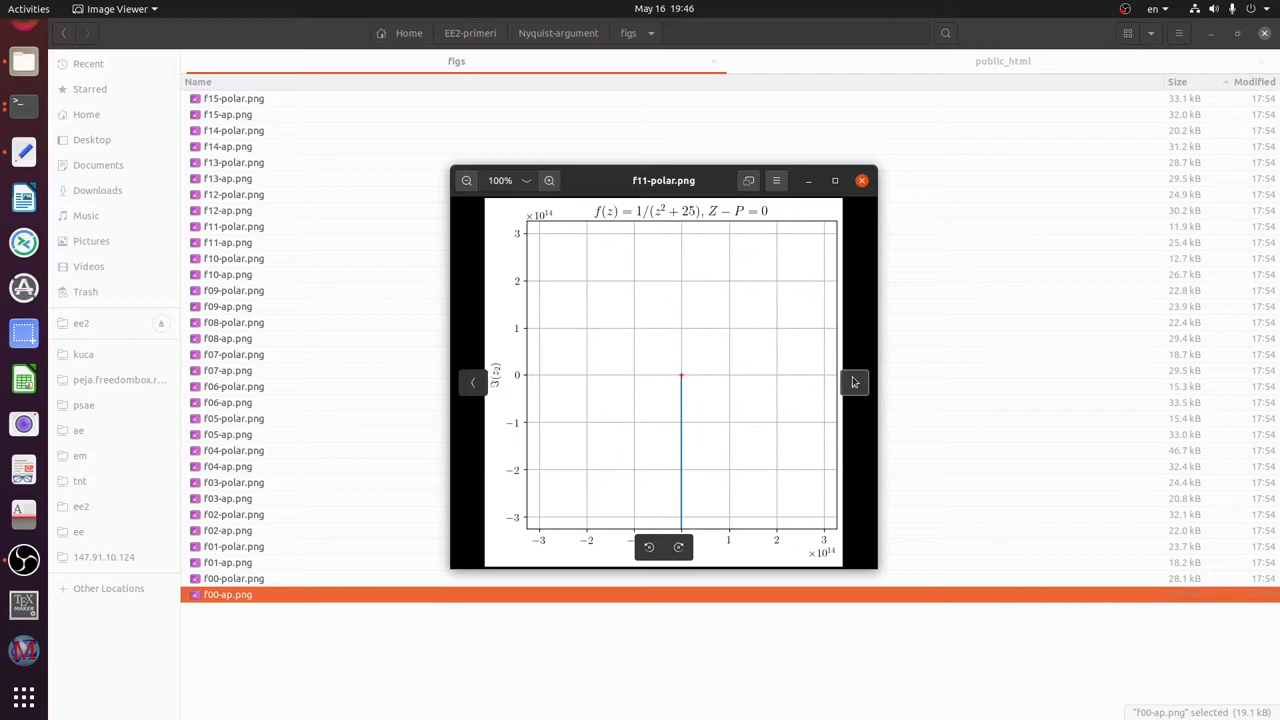 Activities
Image Viewer
May 16 19:46
en
Home
EE2-primeri
Nyquist-argument
figs
figs
public_html
Recent
Starred
Home
Desktop
Documents
Downloads
Music
Pictures
Videos
Trash
ee2
kuca
peja.freedombox.r...
psae
ae
em
tnt
ee2
ee
147.91.10.124
Other Locations
Name Size Modified
f15-polar.png 33.1 kB 17:54
f15-ap.png 32.0 kB 17:54
f14-polar.png 20.2 kB 17:54
f14-ap.png 31.2 kB 17:54
f13-polar.png 28.7 kB 17:54
f13-ap.png 26.5 kB 17:54
f12-polar.png 24.9 kB 17:54
f12-ap.png 30.2 kB 17:54
f11-polar.png 11.9 kB 17:54
f11-ap.png 25.4 kB 17:54
f10-polar.png 12.7 kB 17:54
f10-ap.png 26.7 kB 17:54
f09-polar.png 22.8 kB 17:54
f09-ap.png 23.9 kB 17:54
f08-polar.png 22.4 kB 17:54
f08-ap.png 29.4 kB 17:54
f07-polar.png 18.7 kB 17:54
f07-ap.png 29.5 kB 17:54
f06-polar.png 15.3 kB 17:54
f06-ap.png 33.5 kB 17:54
f05-polar.png 15.4 kB 17:54
f05-ap.png 33.0 kB 17:54
f04-polar.png 46.7 kB 17:54
f04-ap.png 32.4 kB 17:54
f03-polar.png 24.4 kB 17:54
f03-ap.png 20.8 kB 17:54
f02-polar.png 32.1 kB 17:54
f02-ap.png 22.0 kB 17:54
f01-polar.png 23.7 kB 17:54
f01-ap.png 18.2 kB 17:54
f00-polar.png 28.1 kB 17:54
f00-ap.png 17:54
100%
f11-polar.png
×10¹⁴
f(z) = 1/(z² + 25), Z − P = 0
3
2
1
0
−1
−2
−3
ℑ(z₂)
−3 −2 1 2 3
×10¹⁴
"f00-ap.png" selected (19.1 kB)